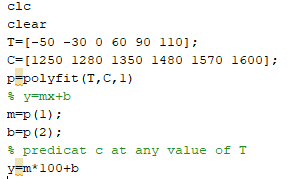 clc
clear
T=[-50 -30 0 60 90 110];
C=[1250 1280 1350 1480 1570 1600];
p=polyfit(T,C,1)
% y=mx+b
m=p(1);
b=p(2);
% predicat c at any value of T
y=m*100+b